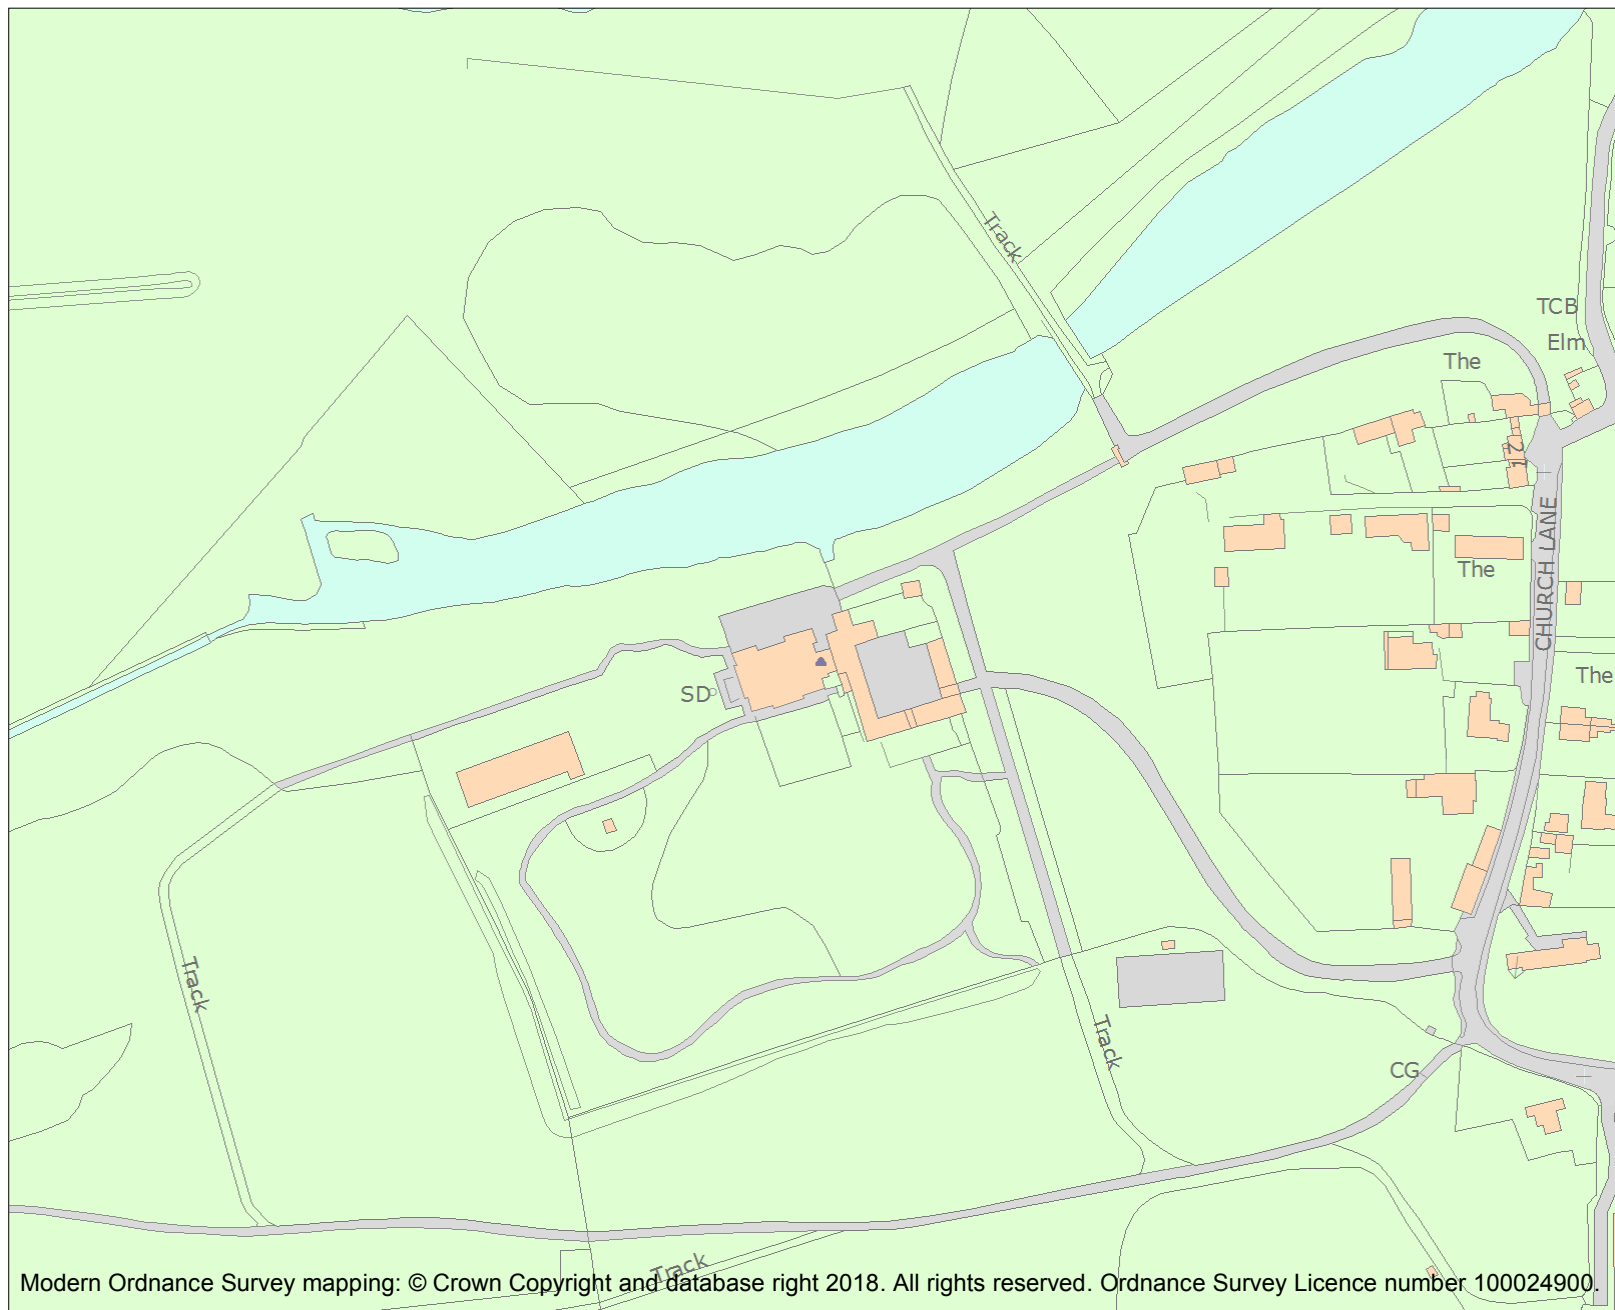 Track
TCB
Elm
The
21
CHURCH LANE
The
The
SD
Track
Track
CG
Track
Modern Ordnance Survey mapping: © Crown Copyright and database right 2018. All rights reserved. Ordnance Survey Licence number 100024900.